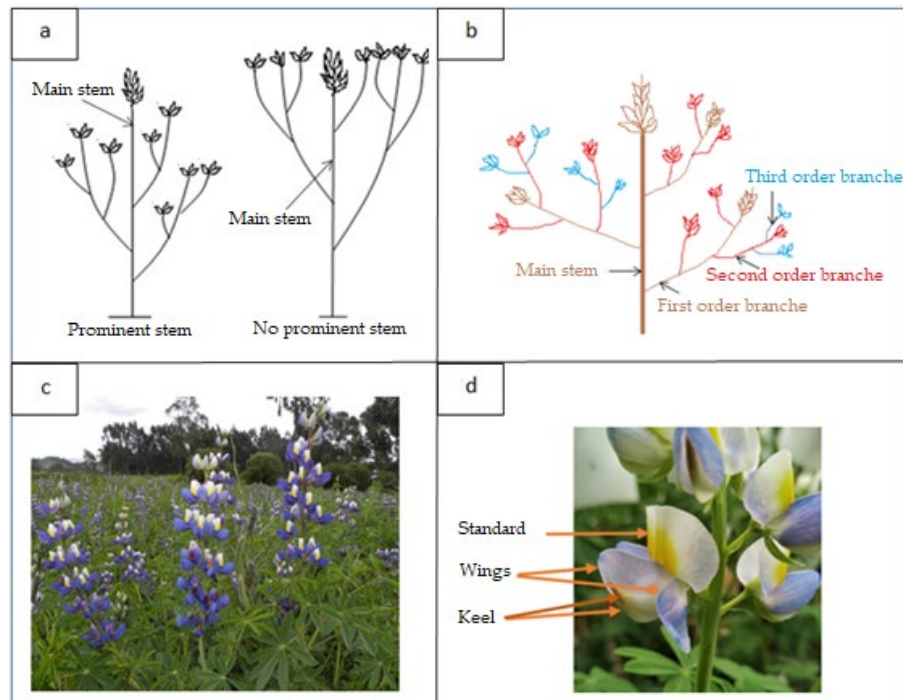 a
Main stem
Main stem
Prominent stem
No prominent stem
b
Third order branche
Main stem
Second order branche
First order branche
c
d
Standard
Wings
Keel